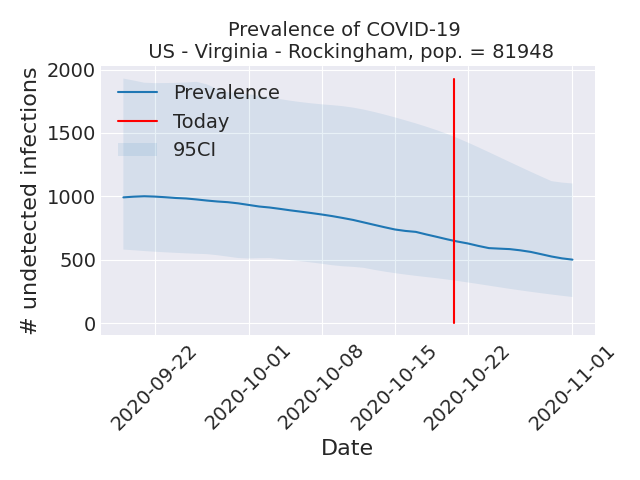 Prevalence of COVID-19
US - Virginia - Rockingham, pop. = 81948
# undetected infections
2000
1500
1000
500
0
Prevalence
Today
95CI
2020-09-22
2020-10-01
2020-10-08
2020-10-15
2020-10-22
2020-11-01
Date